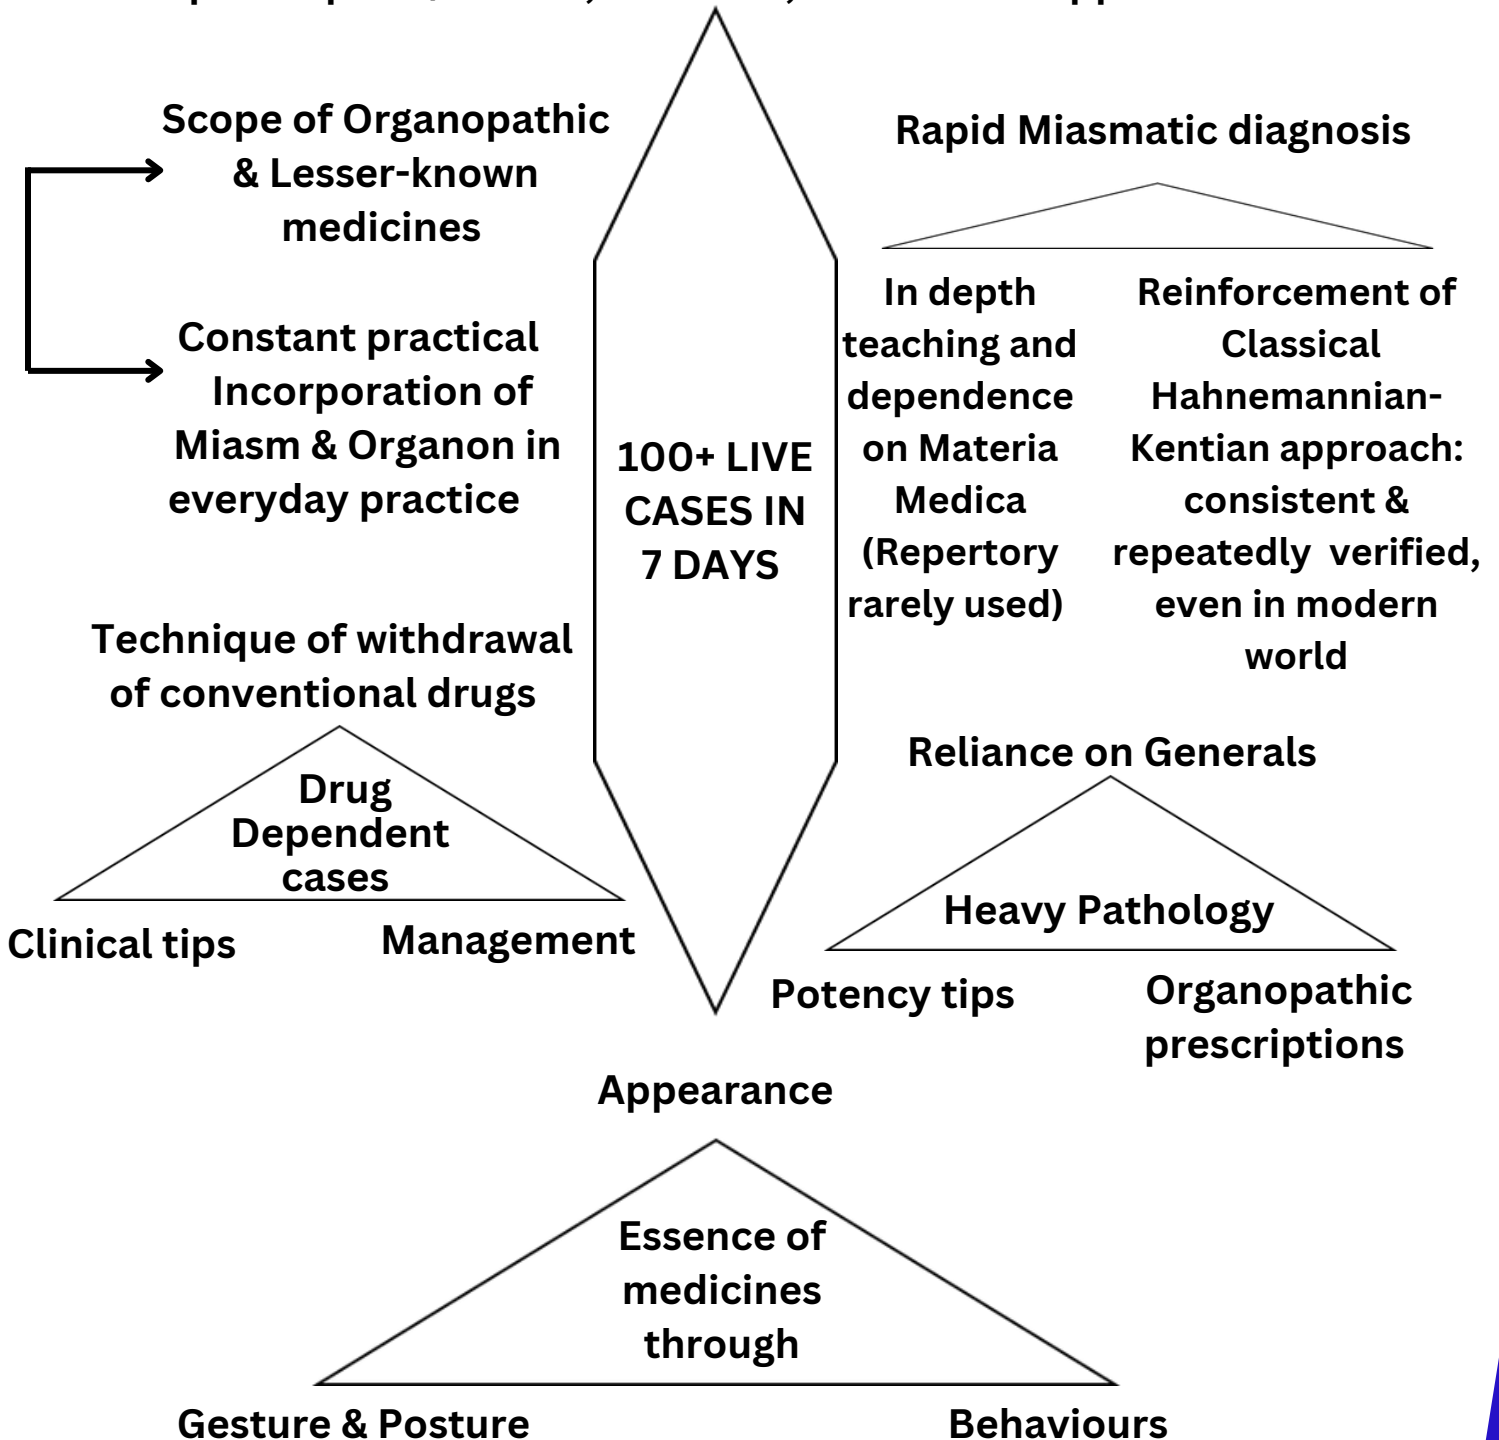 Scope of Organopathic
& Lesser-known
medicines
Constant practical
Incorporation of
Miasm & Organon in
everyday practice
Technique of withdrawal
of conventional drugs
Drug
Dependent
cases
Clinical tips
Management
100+ LIVE
CASES IN
7 DAYS
Rapid Miasmatic diagnosis
In depth
teaching and
dependence
on Materia
Medica
(Repertory
rarely used)
Reinforcement of
Classical
Hahnemannian-
Kentian approach:
consistent &
repeatedly verified,
even in modern
world
Reliance on Generals
Heavy Pathology
Potency tips
Organopathic
prescriptions
Appearance
Essence of
medicines
through
Gesture & Posture
Behaviours